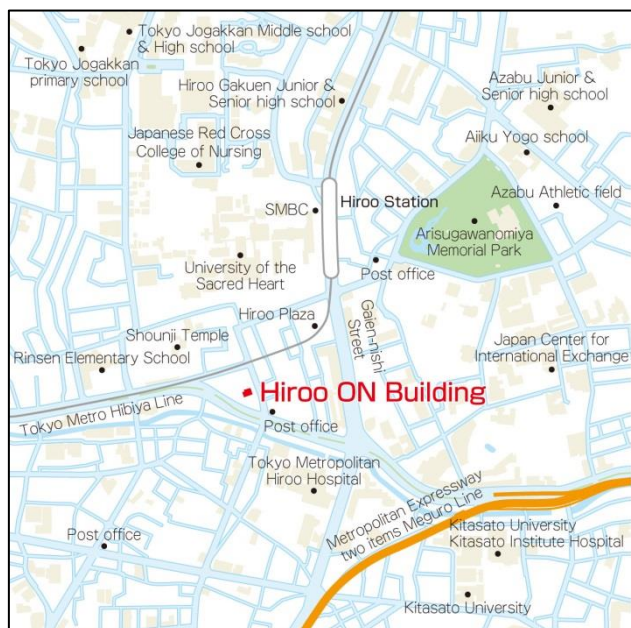 Tokyo Jogakkan Middle school
& High school
Tokyo Jogakkan
primary school
Hiroo Gakuen Junior &
Senior high school
Azabu Junior &
Senior high school
Japanese Red Cross
College of Nursing
Aiiku Yogo school
SMBC
Hiroo Station
Azabu Athletic field
Arisugawanomiya
Memorial Park
University of the
Sacred Heart
Post office
Hiroo Plaza
Gaien-nishi
Street
Shounji Temple
Rinsen Elementary School
Japan Center for
International Exchange
Hiroo ON Building
Tokyo Metro Hibiya Line
Post office
Tokyo Metropolitan
Hiroo Hospital
Metropolitan Expressway
two items Meguro Line
Post office
Kitasato University
Kitasato Institute Hospital
Kitasato University